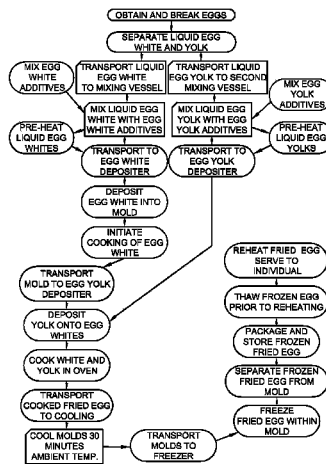 OBTAIN AND BREAK EGGS
SEPARATE LIQUID EGG
WHITE AND YOLK
MIX EGG
WHITE ADDITIVES
TRANSPORT LIQUID
EGG WHITE
TO MIXING VESSEL
TRANSPORT LIQUID
EGG YOLK TO SECOND
MIXING VESSEL
MIX EGG
YOLK ADDITIVES
MIX LIQUID EGG
WHITE WITH EGG
WHITE ADDITIVES
MIX LIQUID EGG
YOLK WITH EGG
YOLK ADDITIVES
PRE-HEAT
LIQUID EGG
WHITES
PRE-HEAT
LIQUID EGG
YOLKS
TRANSPORT TO
EGG WHITE
DEPOSITER
TRANSPORT TO
EGG YOLK
DEPOSITER
DEPOSIT
EGG WHITE INTO
MOLD
INITIATE
COOKING OF EGG
WHITE
TRANSPORT
MOLD TO EGG YOLK
DEPOSITER
DEPOSIT
YOLK ONTO EGG
WHITES
COOK WHITE AND
YOLK IN OVEN
TRANSPORT
COOKED FRIED EGG
TO COOLING
COOL MOLDS 30
MINUTES
AMBIENT TEMP.
TRANSPORT
MOLDS TO
FREEZER
FREEZE
FRIED EGG WITHIN
MOLD
SEPARATE FROZEN
FRIED EGG FROM MOLD
PACKAGE AND
STORE FROZEN
FRIED EGG
THAW FROZEN EGG
PRIOR TO REHEATING
REHEAT FRIED EGG
SERVE TO
INDIVIDUAL